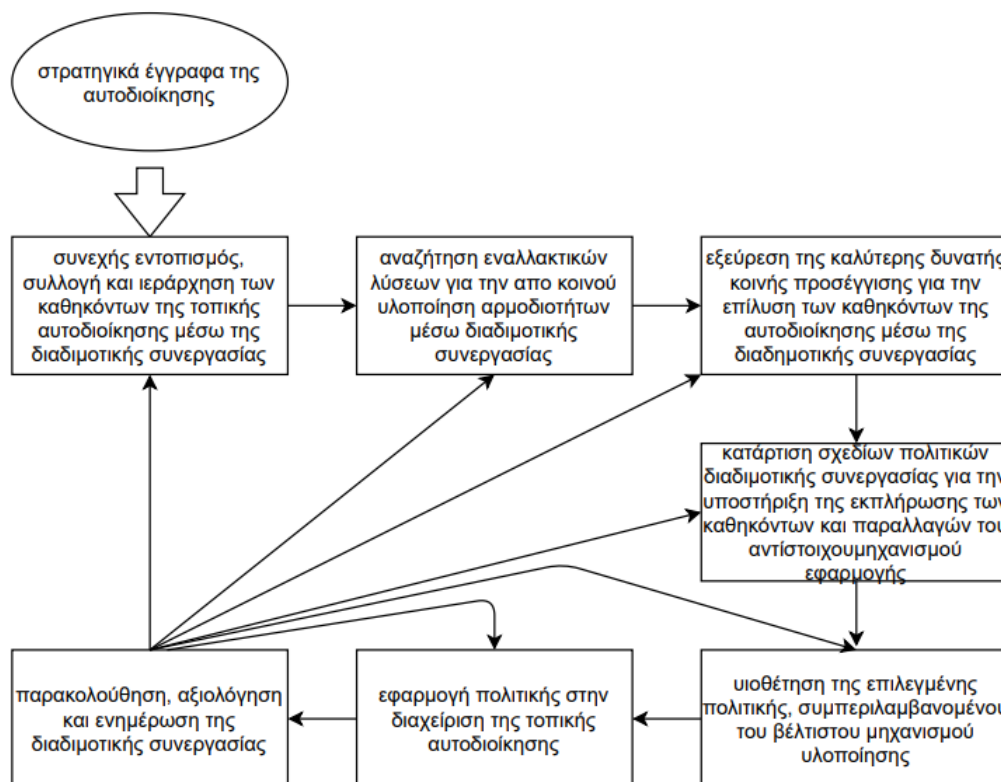 στρατηγικά έγγραφα της
αυτοδιοίκησης
συνεχής εντοπισμός,
συλλογή και ιεράρχηση των
καθηκόντων της τοπικής
αυτοδιοίκησης μέσω της
διαδιμοτικής συνεργασίας
αναζήτηση εναλλακτικών
λύσεων για την απο κοινού
υλοποίηση αρμοδιοτήτων
μέσω διαδιμοτικής
συνεργασίας
εξεύρεση της καλύτερης δυνατής
κοινής προσέγγισης για την
επίλυση των καθηκόντων της
αυτοδιοίκησης μέσω της
διαδημοτικής συνεργασίας
κατάρτιση σχεδίων πολιτικών
διαδιμοτικής συνεργασίας για την
υποστήριξη της εκπλήρωσης των
καθηκόντων και παραλλαγών του
αντίστοιχουμηχανισμού
εφαρμογής
παρακολούθηση, αξιολόγηση
και ενημέρωση της
διαδιμοτικής συνεργασίας
εφαρμογή πολιτικής στην
διαχείριση της τοπικής
αυτοδιοίκησης
υιοθέτηση της επιλεγμένης
πολιτικής, συμπεριλαμβανομένου
του βέλτιστου μηχανισμού
υλοποίησης